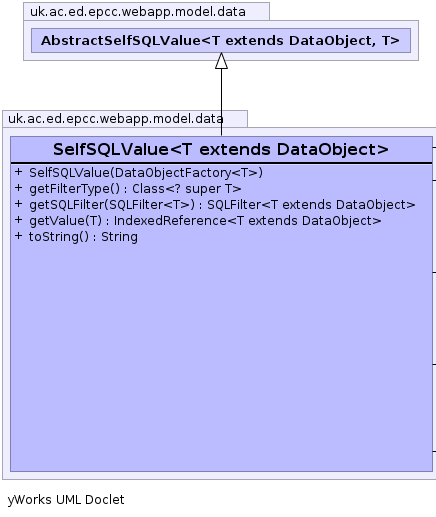 uk.ac.ed.epcc.webapp.model.data
AbstractSelfSQLValue<T extends DataObject, T>
uk.ac.ed.epcc.webapp.model.data
SelfSQLValue<T extends DataObject>
+ SelfSQLValue(DataObjectFactory<T>)
+ getFilterType() : Class<? super T>
+ getSQLFilter(SQLFilter<T>) : SQLFilter<T extends DataObject>
+ getValue(T) : IndexedReference<T extends DataObject>
+ toString() : String
yWorks UML Doclet